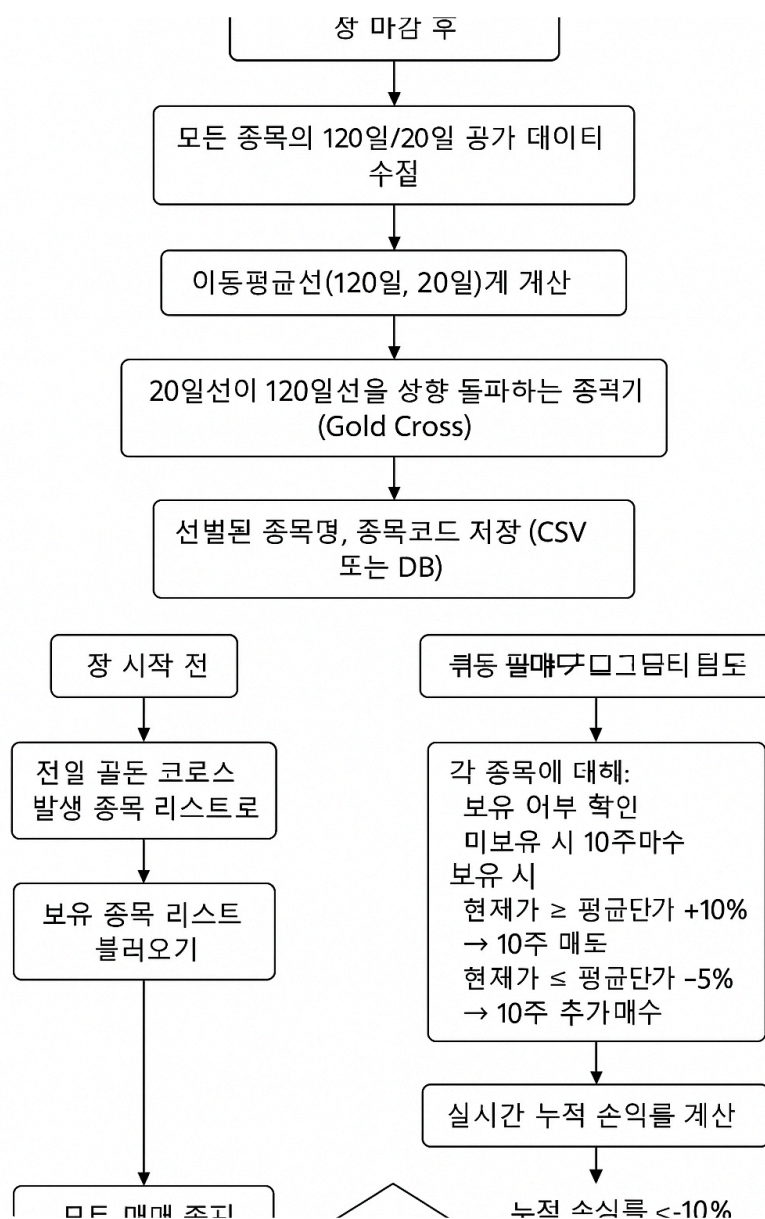 장 마감 후
모든 종목의 120일/20일 공가 데이티
수절
이동평균선(120일, 20일)게 계산
20일선이 120일선을 상향 돌파하는
(Gold Cross)
선벌된 종목명, 종목코드 저장 (CSV
또는 DB)
장 시작 전
전일 골돈 코로스
발생 종목 리스트로
보유 종목 리스트
블러오기
각 종목에 대해:
보유 어부 확인
미보유 시 10주마수
보유 시
현재가 ≥ 평균단가 +10%
→ 10주 매도
현재가 ≤ 평균단가 –5%
→ 10주 추가매수
실시간 누적 손익를 계산
누적 <-10%
매매